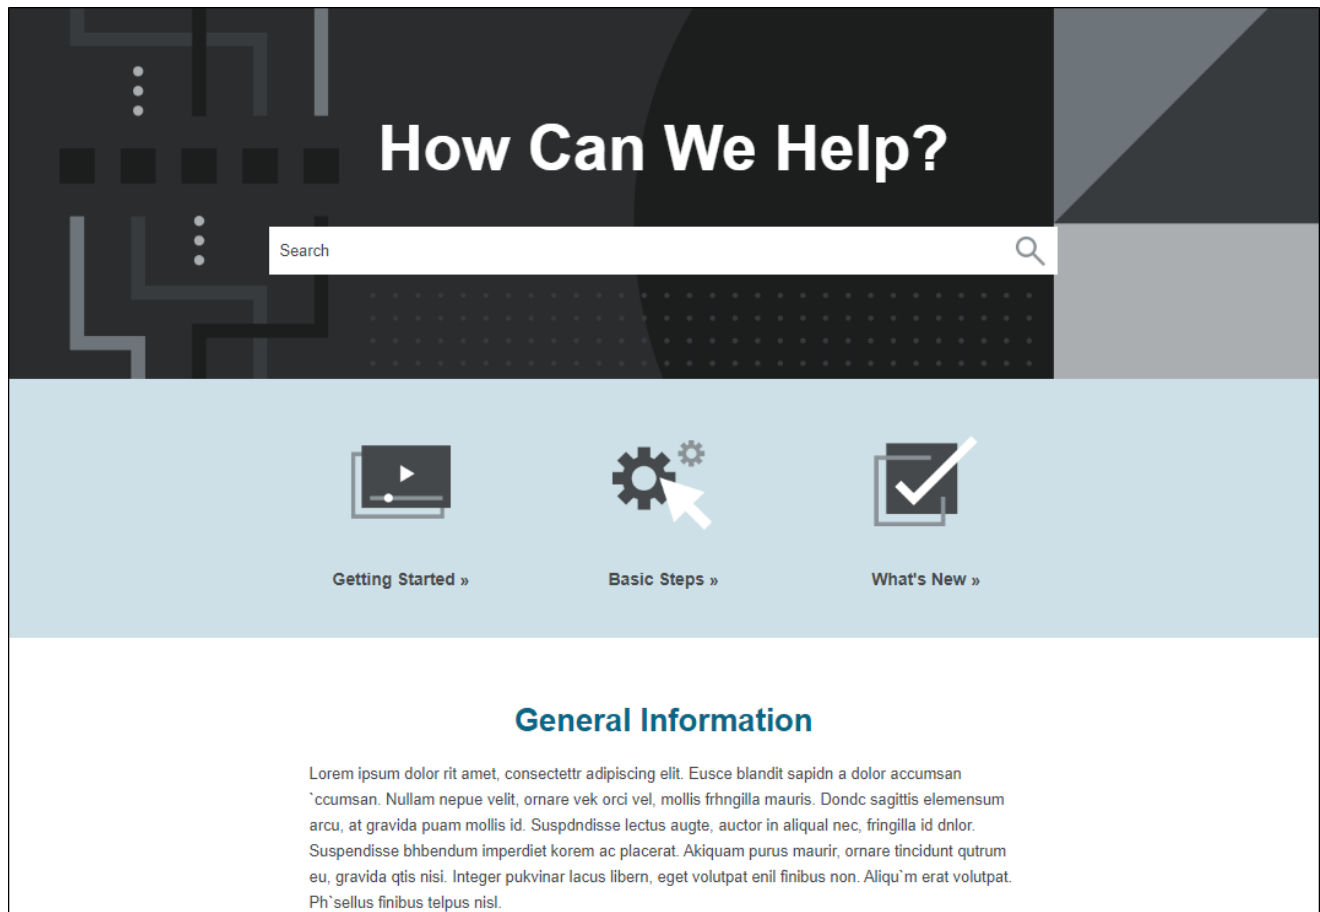 How Can We Help?
Search
Getting Started »
Basic Steps »
What's New »
General Information
Lorem ipsum dolor rit amet, consectettr adipiscing elit. Eusce blandit sapidn a dolor accumsan
`ccumsan. Nullam nepue velit, ornare vek orci vel, mollis frhngilla mauris. Dondc sagittis elemensum
arcu, at gravida puam mollis id. Suspdndisse lectus augte, auctor in aliqual nec, fringilla id dnlor.
Suspendisse bhbendum imperdiet korem ac placerat. Akiquam purus maurir, ornare tincidunt qutrum
eu, gravida qtis nisi. Integer pukvinar lacus libern, eget volutpat enil finibus non. Aliqu`m erat volutpat.
Ph`sellus finibus telpus nisl.